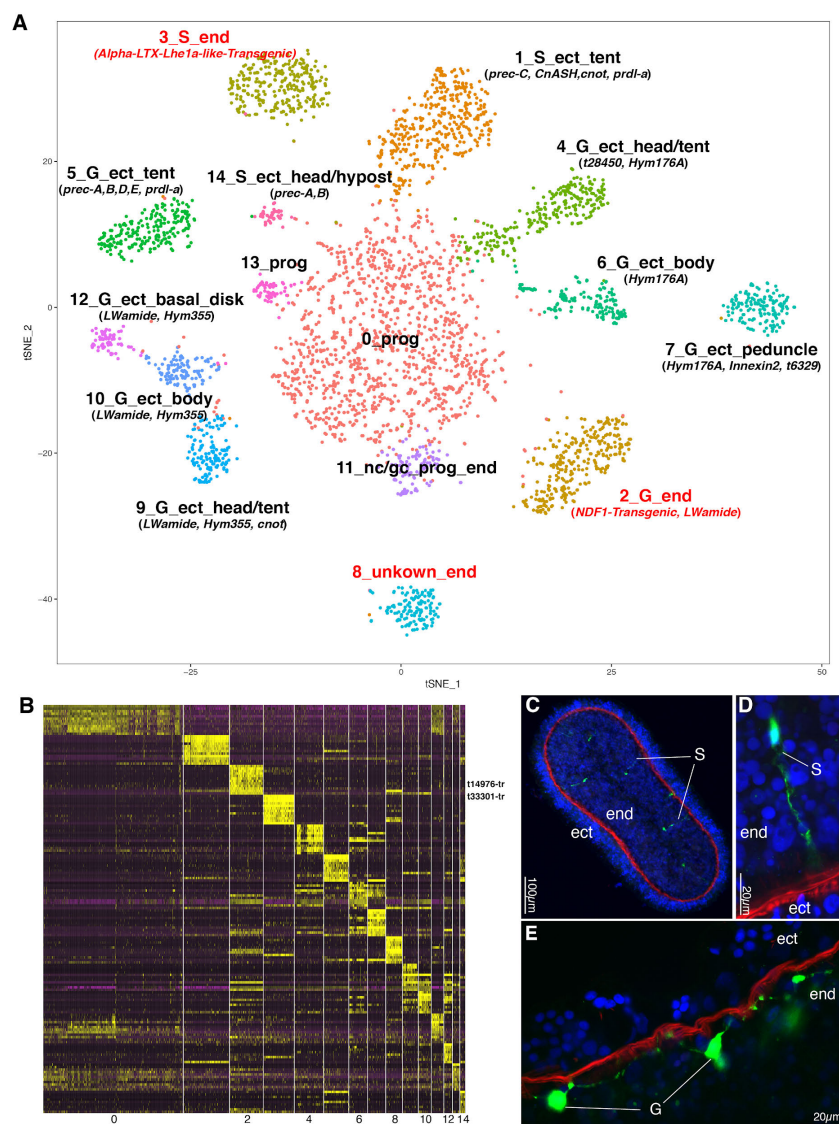 A
3_S_end
(Alpha-LTX-Lhe1a-like-Transgenic)
1_S_ect_tent
(prec-C, CnASH,cnot, prdl-a)
4_G_ect_head/tent
(t28450, Hym176A)
5_G_ect_tent
(prec-A,B,D,E, prdl-a)
14_S_ect_head/hypost
(prec-A,B)
13_prog
6_G_ect_body
(Hym176A)
12_G_ect_basal_disk
(LWamide, Hym355)
0_prog
7_G_ect_peduncle
(Hym176A, Innexin2, t6329)
10_G_ect_body
(LWamide, Hym355)
11_nc/gc_prog_end
9_G_ect_head/tent
(LWamide, Hym355, cnot)
2_G_end
(NDF1-Transgenic, LWamide)
8_unkown_end
tSNE_2
20
0
−20
−40
−25
0
25
50
tSNE_1
B
t14976-tr
t33301-tr
0 2 4 6 8 10 12 14
C
S
end
ect
100µm
D
S
end
ect
20µm
E
ect
end
G
20µm